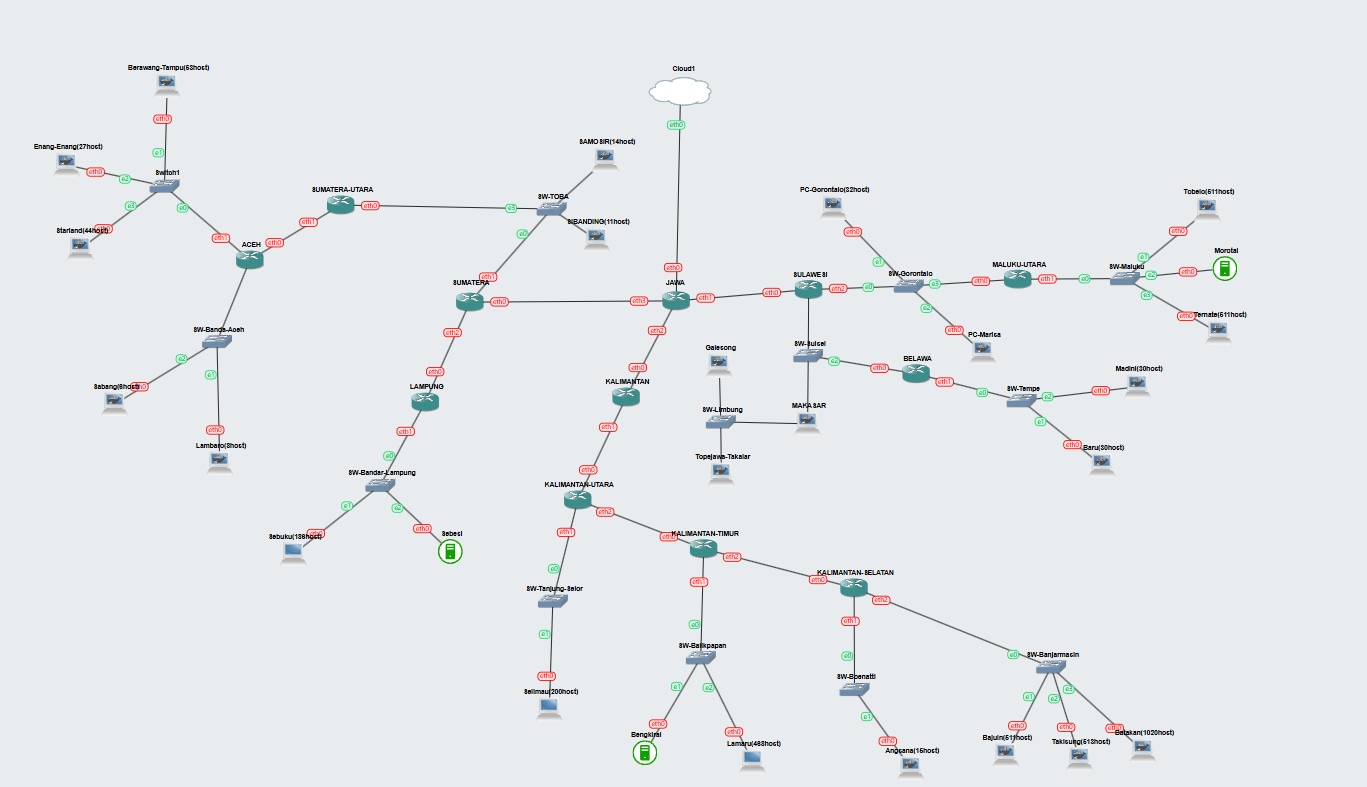 Berawang-Tampu(53host)
eth0
e1
Enang-Enang(27host)
eth0
e2
Switch1
e3
e0
Starland(44host)
eth0
eth1
ACEH
eth0
eth1
SUMATERA-UTARA
eth0
e3
SW-TOBA
SAMOSIR(14host)
SIBANDING(11host)
e0
eth1
SUMATERA
eth0
eth2
SW-Banda-Aceh
e2
e1
Sabang(6host)
eth0
eth0
Lambaro(8host)
eth0
LAMPUNG
eth1
e0
SW-Bandar-Lampung
e1
e2
eth0
eth0
Sebuku(136host)
Sebesi
Cloud1
eth0
eth0
JAWA
eth3
eth1
eth2
eth0
KALIMANTAN
eth1
eth0
KALIMANTAN-UTARA
eth1
eth2
e0
SW-Tanjung-Selor
e1
eth0
Selimau(200host)
eth0
KALIMANTAN-TIMUR
eth1
eth2
e0
SW-Balikpapan
e1
e2
eth0
eth0
Bangkirai
Lamaru(463host)
eth0
KALIMANTAN-SELATAN
eth1
eth2
e0
SW-Boenatti
e1
eth0
Angsana(15host)
e0
SW-Banjarmasin
e1
e2
e3
eth0
eth0
eth0
Bajuin(511host)
Takisung(513host)
Batakan(1020host)
eth0
SULAWESI
eth2
e0
SW-Gorontalo
e1
e2
e3
PC-Gorontalo(32host)
eth0
eth0
PC-Marisa
eth0
MALUKU-UTARA
eth1
e0
SW-Maluku
e1
e2
e3
Tobelo(511host)
eth0
Morotai
eth0
eth0
Ternate(511host)
SW-Sulsel
e2
eth0
BELAWA
eth1
e0
SW-Tempe
e2
e1
eth0
Madini(30host)
eth0
Baru(30host)
Galesong
SW-Limbung
MAKASAR
Topejawa-Takalar